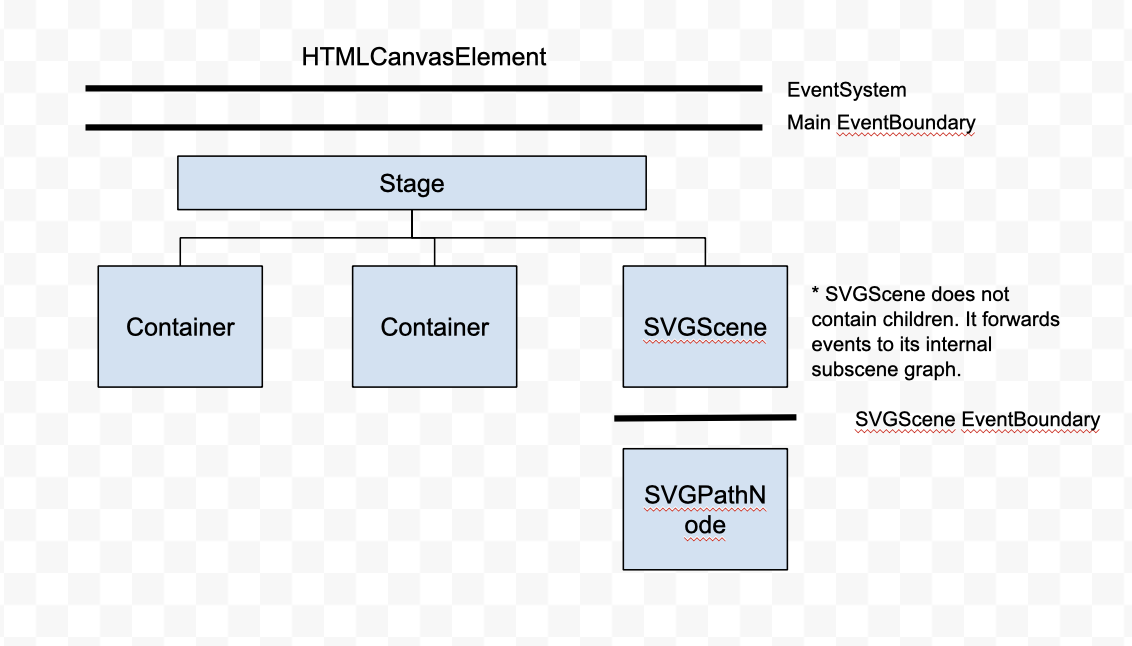 HTMLCanvasElement
EventSystem
Main EventBoundary
Stage
Container
Container
SVGScene
* SVGScene does not
contain children. It forwards
events to its internal
subscene graph.
SVGScene EventBoundary
SVGPathN
ode